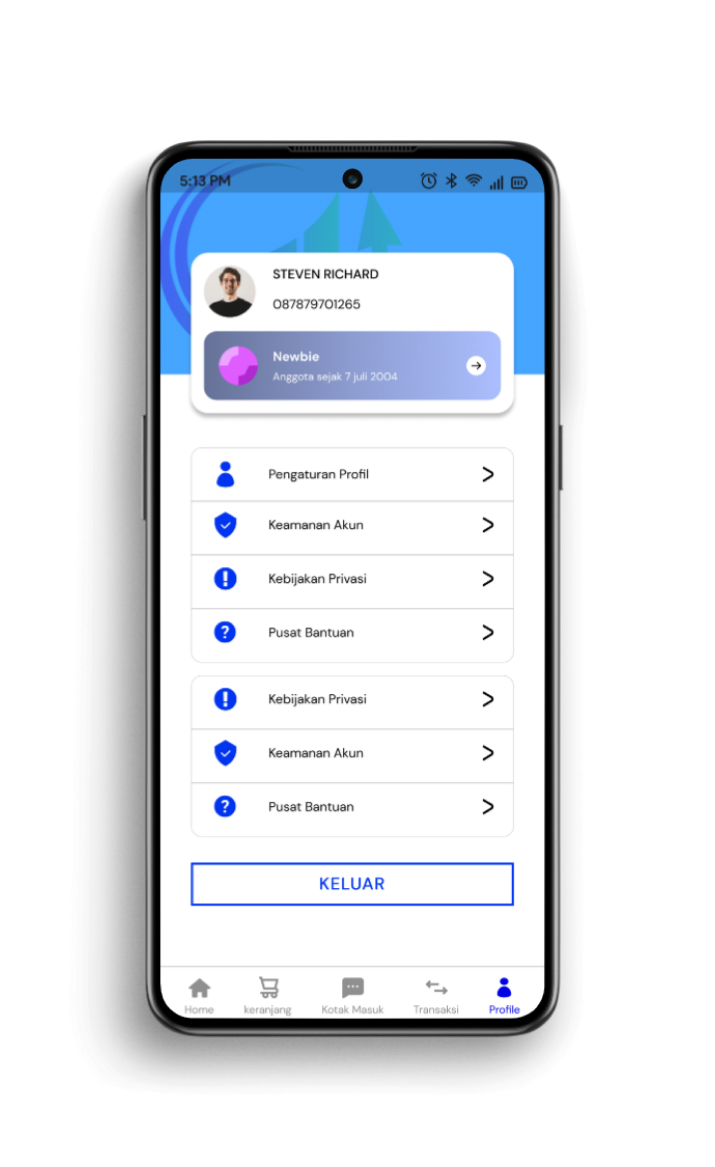 5:13 PM
STEVEN RICHARD
087879701265
Newbie
Anggota sejak 7 juli 2004
Pengaturan Profil
Keamanan Akun
Kebijakan Privasi
Pusat Bantuan
Kebijakan Privasi
Keamanan Akun
Pusat Bantuan
KELUAR
Home keranjang Kotak Masuk Transaksi Profile